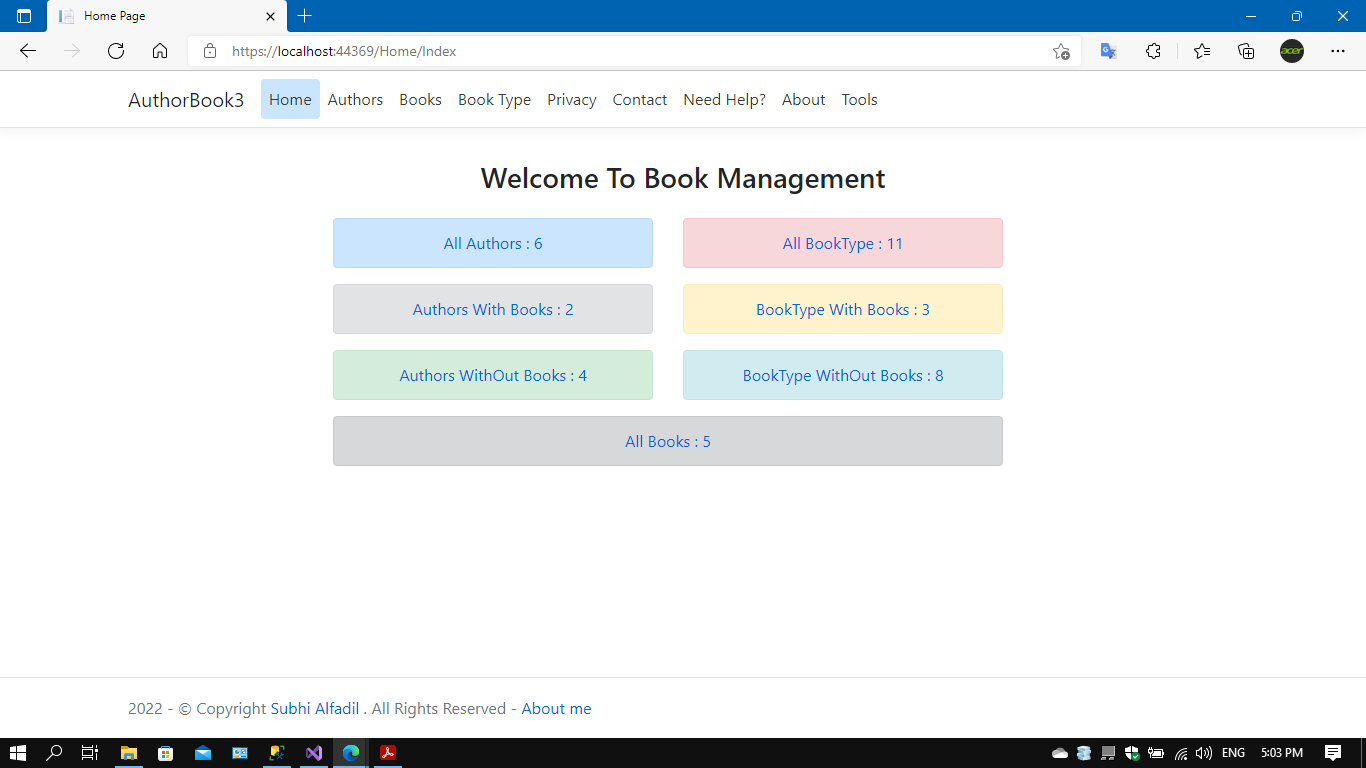 Home Page
https://localhost:44369/Home/Index
acer
AuthorBook3 Home Authors Books Book Type Privacy Contact Need Help? About Tools
Welcome To Book Management
All Authors : 6
All BookType : 11
Authors With Books : 2
BookType With Books : 3
Authors WithOut Books : 4
BookType WithOut Books : 8
All Books : 5
2022 - © Copyright Subhi Alfadil . All Rights Reserved - About me
ENG 5:03 PM